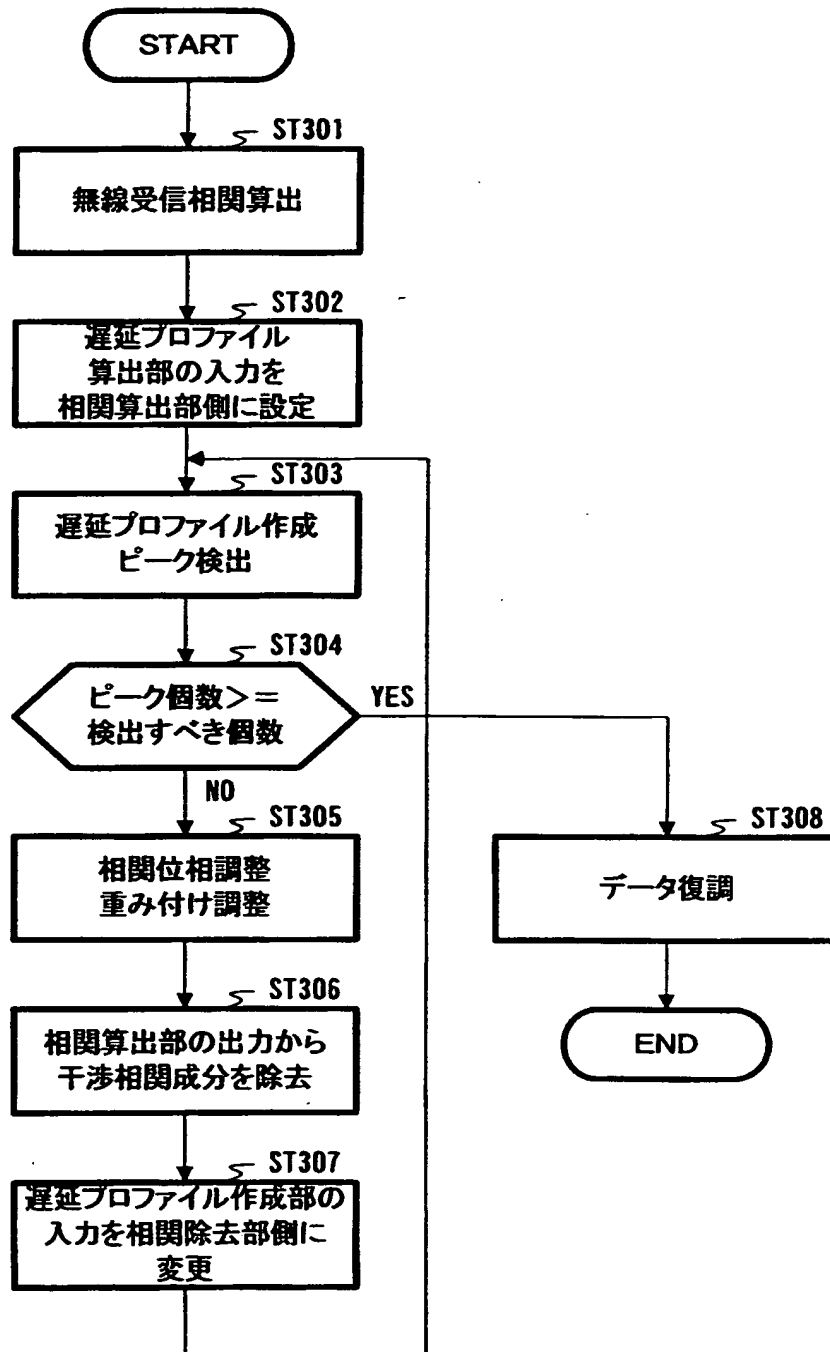 START
ST301
無線受信相関算出
ST302
遅延プロファイル
算出部の入力を
相関算出部側に設定
ST303
遅延プロファイル作成
ピーク検出
ST304
ピーク個数>=
検出すべき個数
YES
NO
ST305
相関位相調整
重み付け調整
ST306
相関算出部の出力から
干渉相関成分を除去
ST307
遅延プロファイル作成部の
入力を相関除去部側に
変更
ST308
データ復調
END